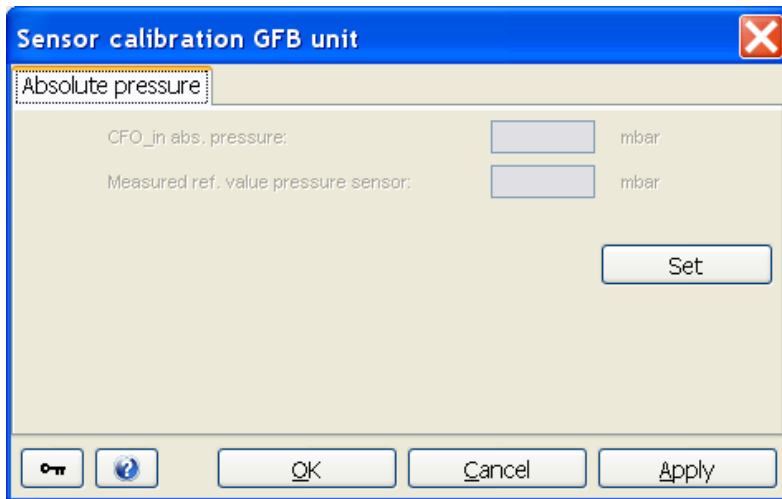 Sensor calibration GFB unit
Absolute pressure
CFO_in abs. pressure: mbar
Measured ref. value pressure sensor: mbar
Set
OK Cancel Apply